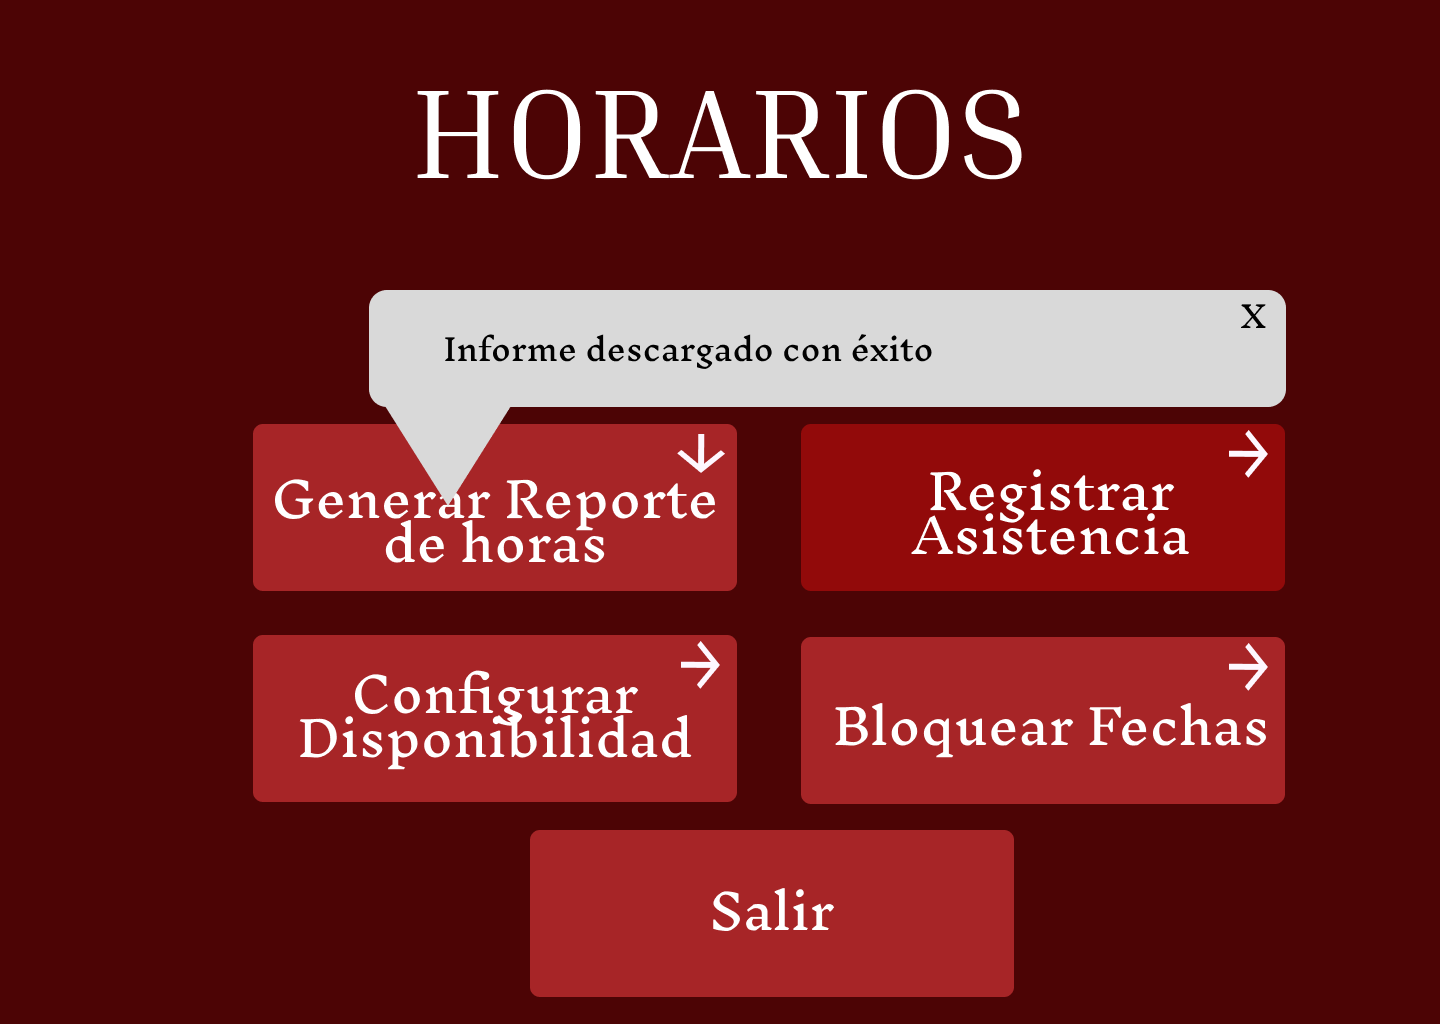 HORARIOS
X
Informe descargado con éxito
Generar Reporte
de horas
Registrar
Asistencia
Configurar
Disponibilidad
Bloquear Fechas
Salir